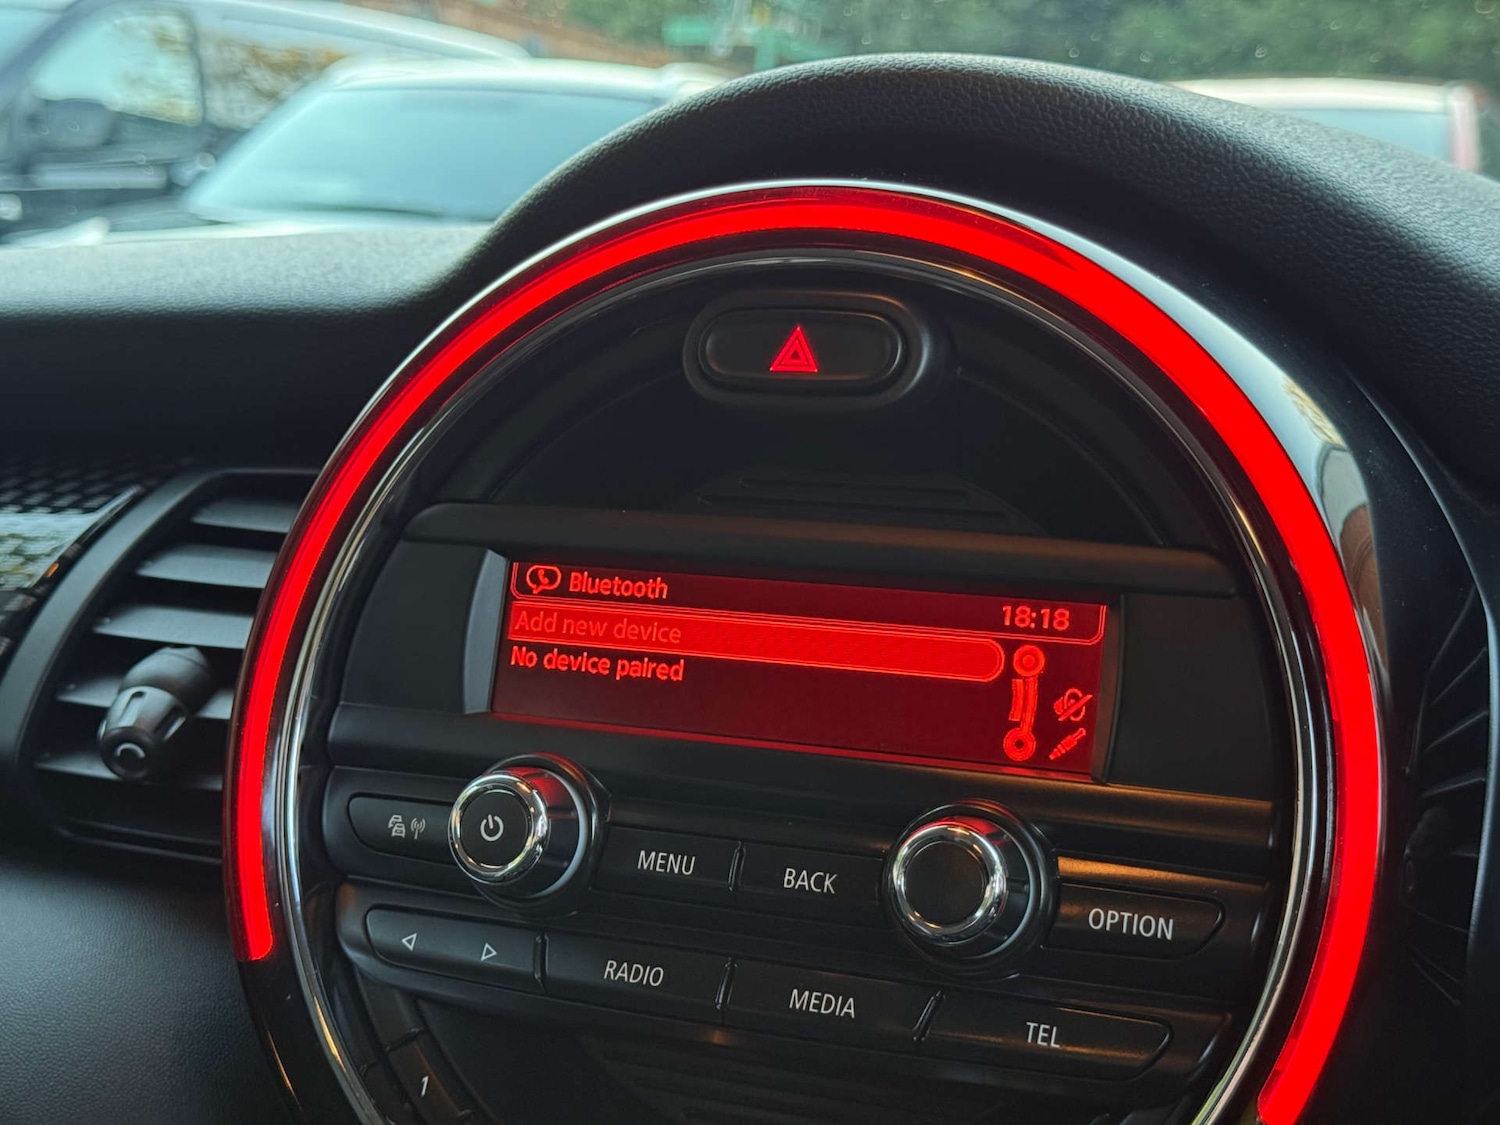 Bluetooth
18:18
Add new device
No device paired
MENU
BACK
OPTION
RADIO
MEDIA
TEL
1